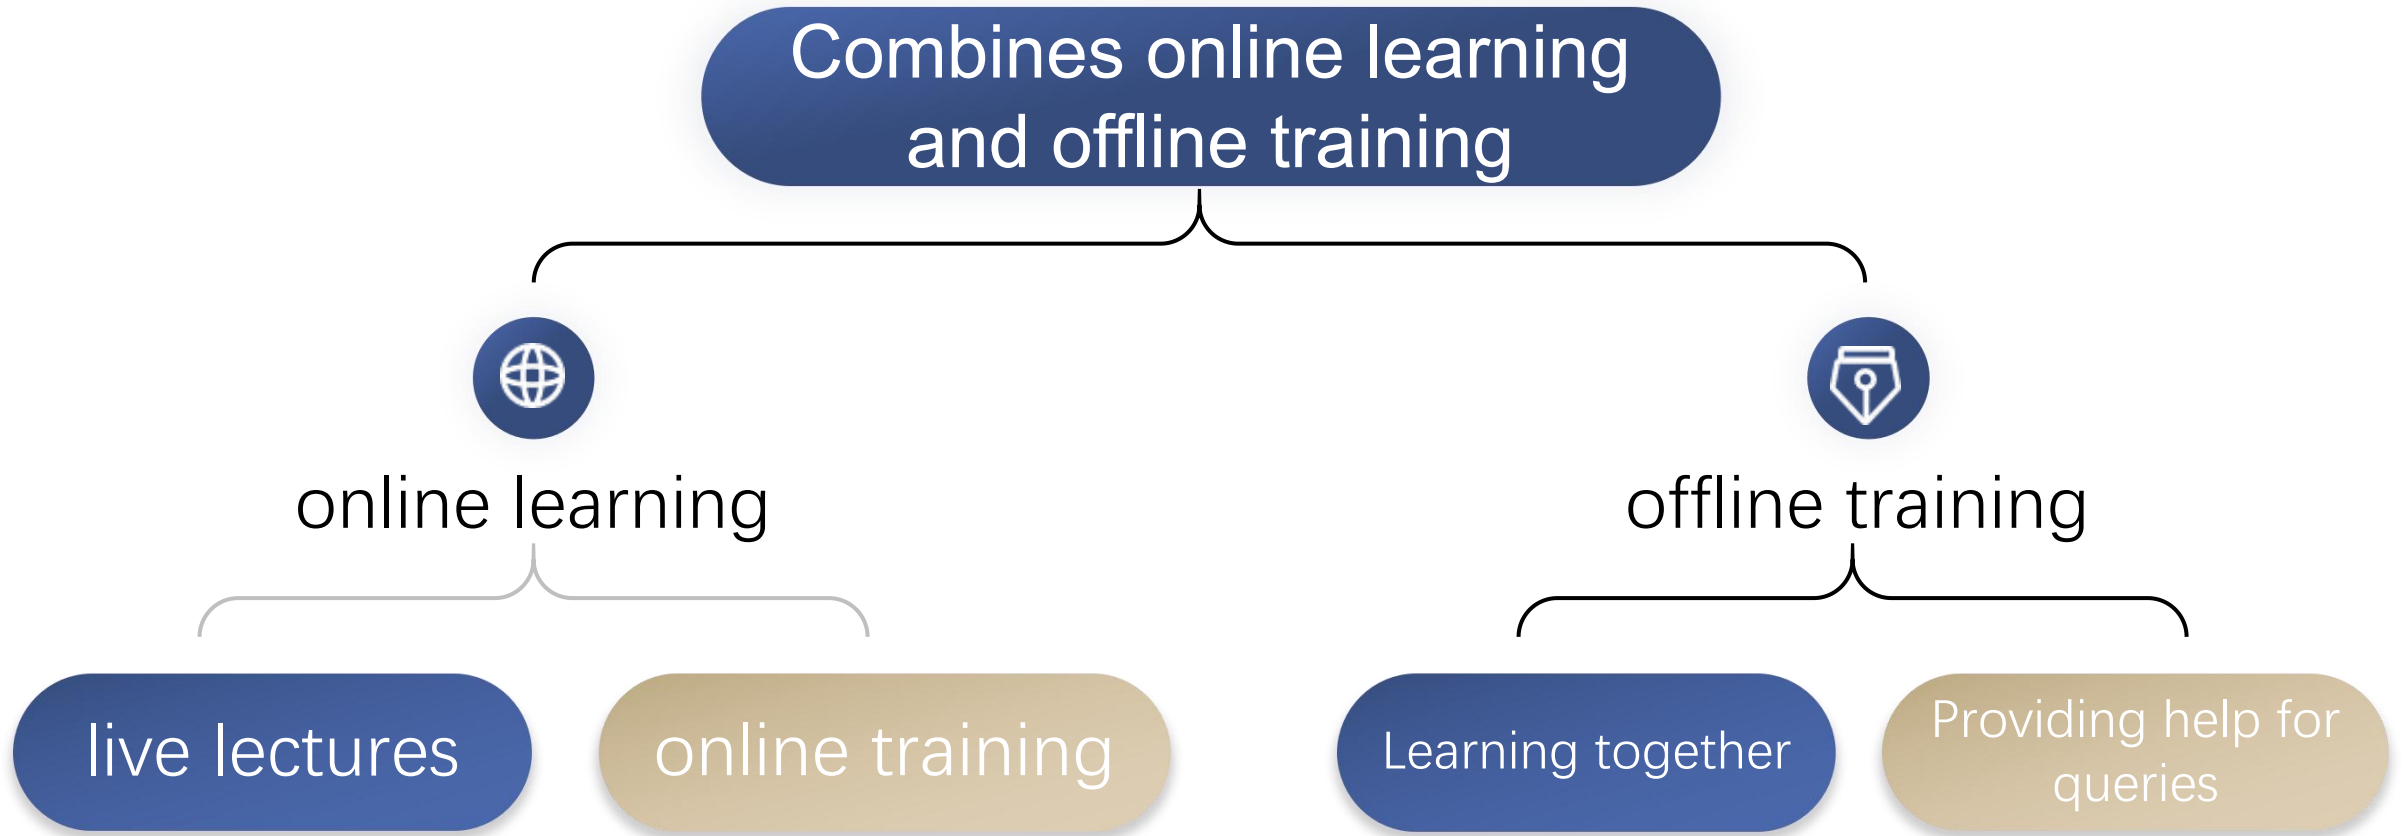 Combines online learning
and offline training
online learning
offline training
live lectures
online training
Learning together
Providing help for
queries